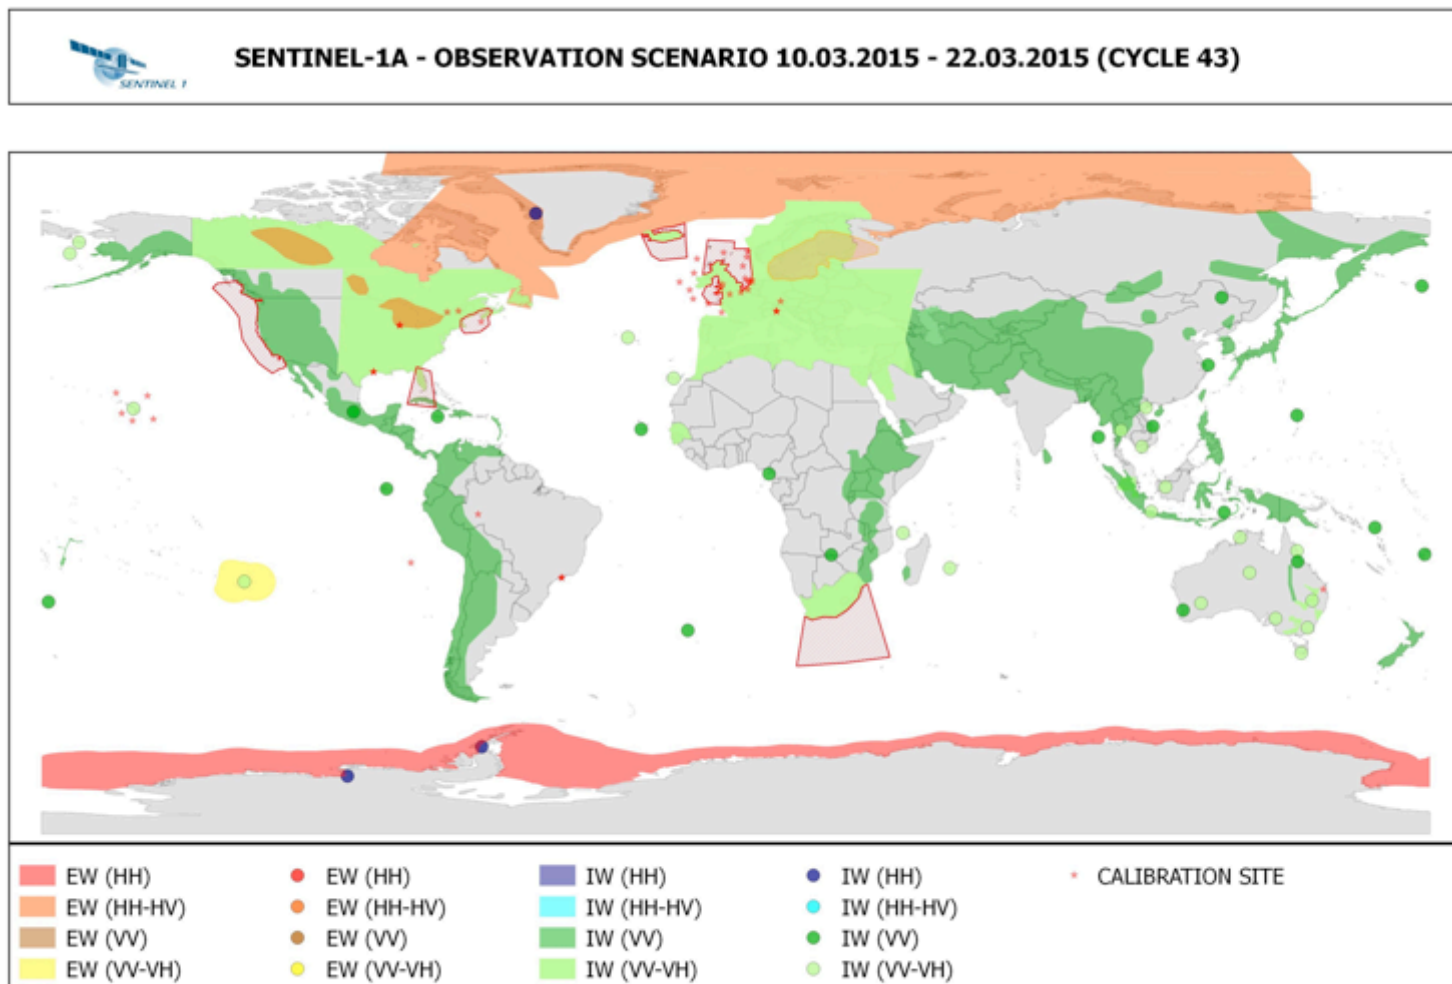 SENTINEL 1
SENTINEL-1A - OBSERVATION SCENARIO 10.03.2015 - 22.03.2015 (CYCLE 43)
EW (HH)
EW (HH)
IW (HH)
IW (HH)
CALIBRATION SITE
EW (HH-HV)
EW (HH-HV)
IW (HH-HV)
IW (HH-HV)
EW (VV)
EW (VV)
IW (VV)
IW (VV)
EW (VV-VH)
EW (VV-VH)
IW (VV-VH)
IW (VV-VH)